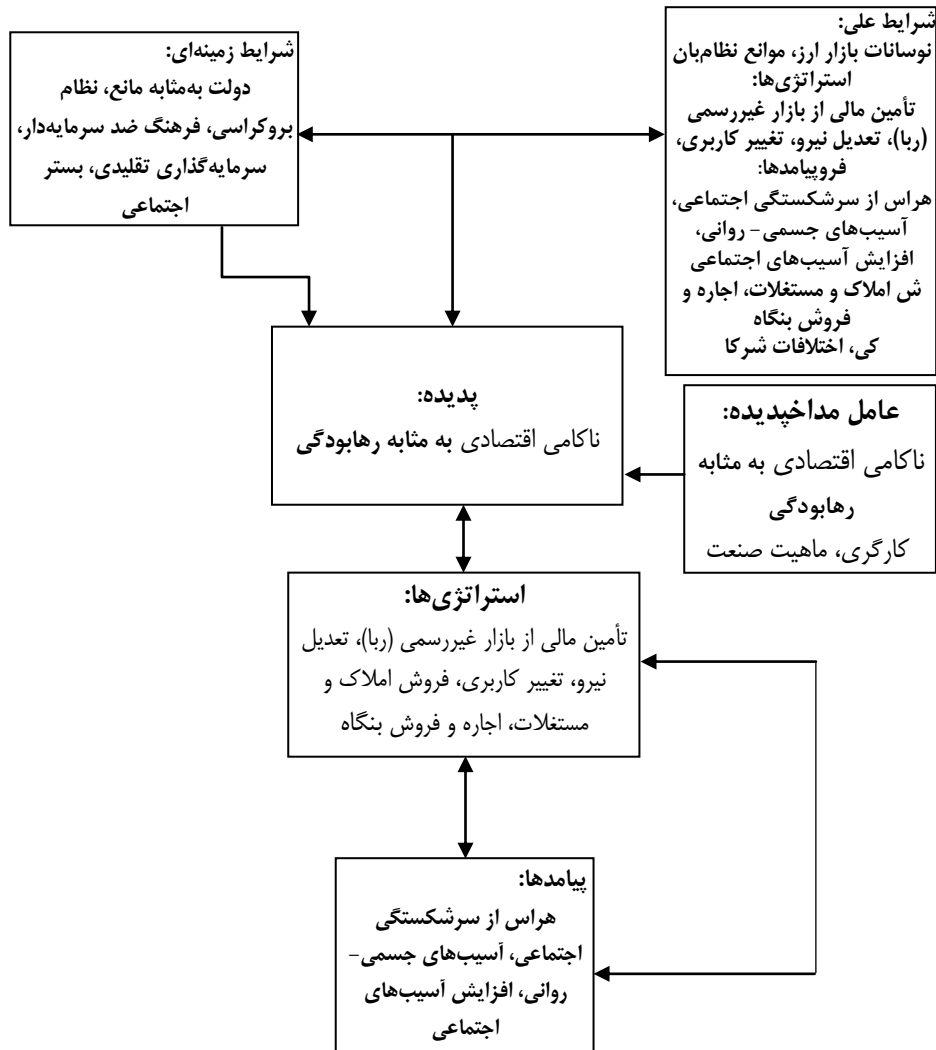 شرایط علی:
نوسانات بازار ارز، موانع نظام‌بان
استراتژی‌ها:
تأمین مالی از بازار غیررسمی
(ربا)، تعدیل نیرو، تغییر کاربری،
فروپیامدها:
هراس از سرشکستگی اجتماعی،
آسیب‌های جسمی- روانی،
افزایش آسیب‌های اجتماعی
ش املاک و مستغلات، اجاره و
فروش بنگاه
کی، اختلافات شرکا
شرایط زمینه‌ای:
دولت به‌مثابه مانع، نظام
بروکراسی، فرهنگ ضد سرمایه‌دار،
سرمایه‌گذاری تقلیدی، بستر
اجتماعی
پدیده:
ناکامی اقتصادی به مثابه رهابودگی
عامل مداخپدیده:
ناکامی اقتصادی به مثابه
رهابودگی
کارگری، ماهیت صنعت
استراتژی‌ها:
تأمین مالی از بازار غیررسمی (ربا)، تعدیل
نیرو، تغییر کاربری، فروش املاک و
مستغلات، اجاره و فروش بنگاه
پیامدها:
هراس از سرشکستگی
اجتماعی، آسیب‌های جسمی-
روانی، افزایش آسیب‌های
اجتماعی